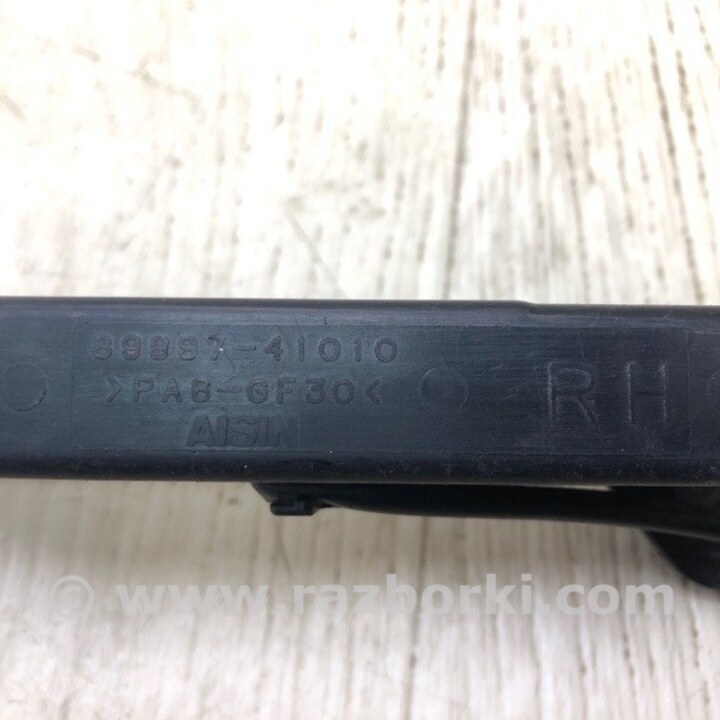 89897-41010
>PA6-GF30<
AISIN
RH
© www.razborki.com